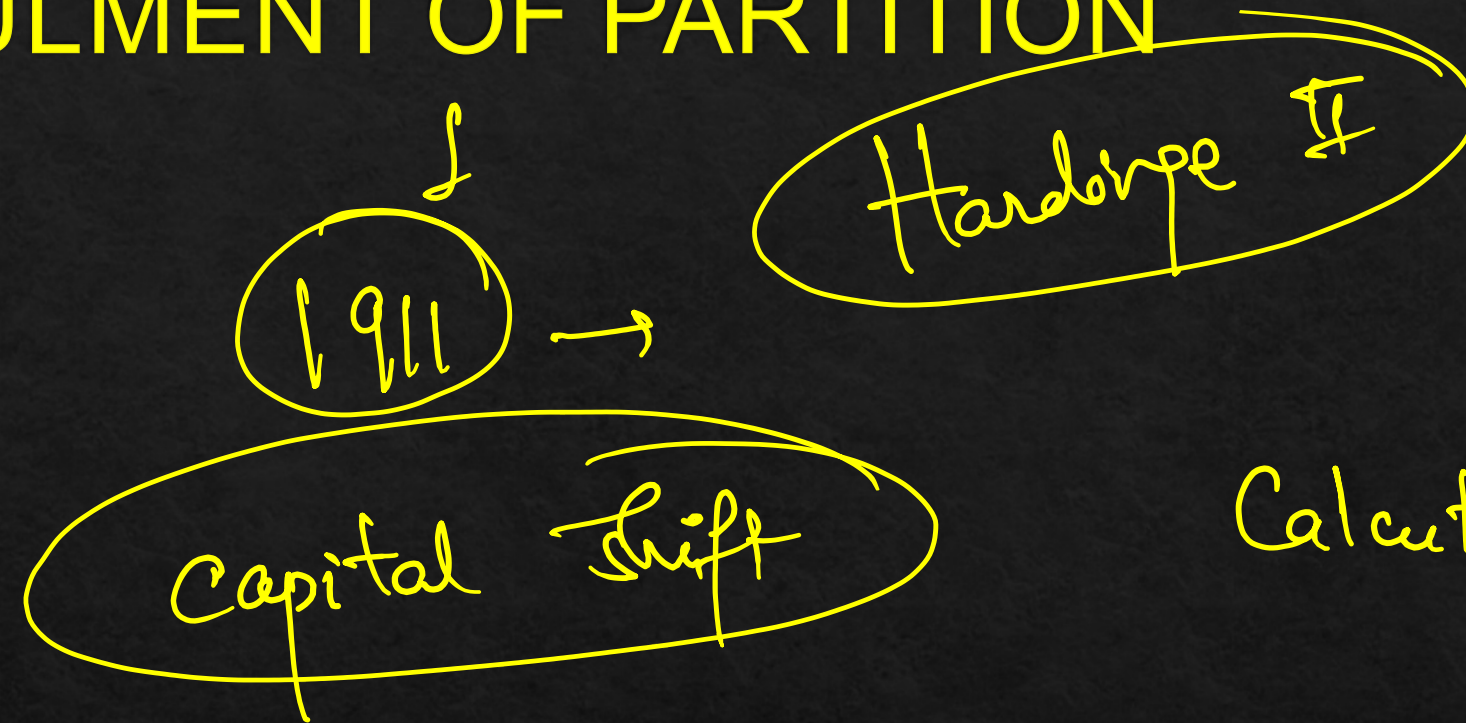 ULMENT OF PARTITION
Hardinge II
1911 →
Capital Shift
Calcut